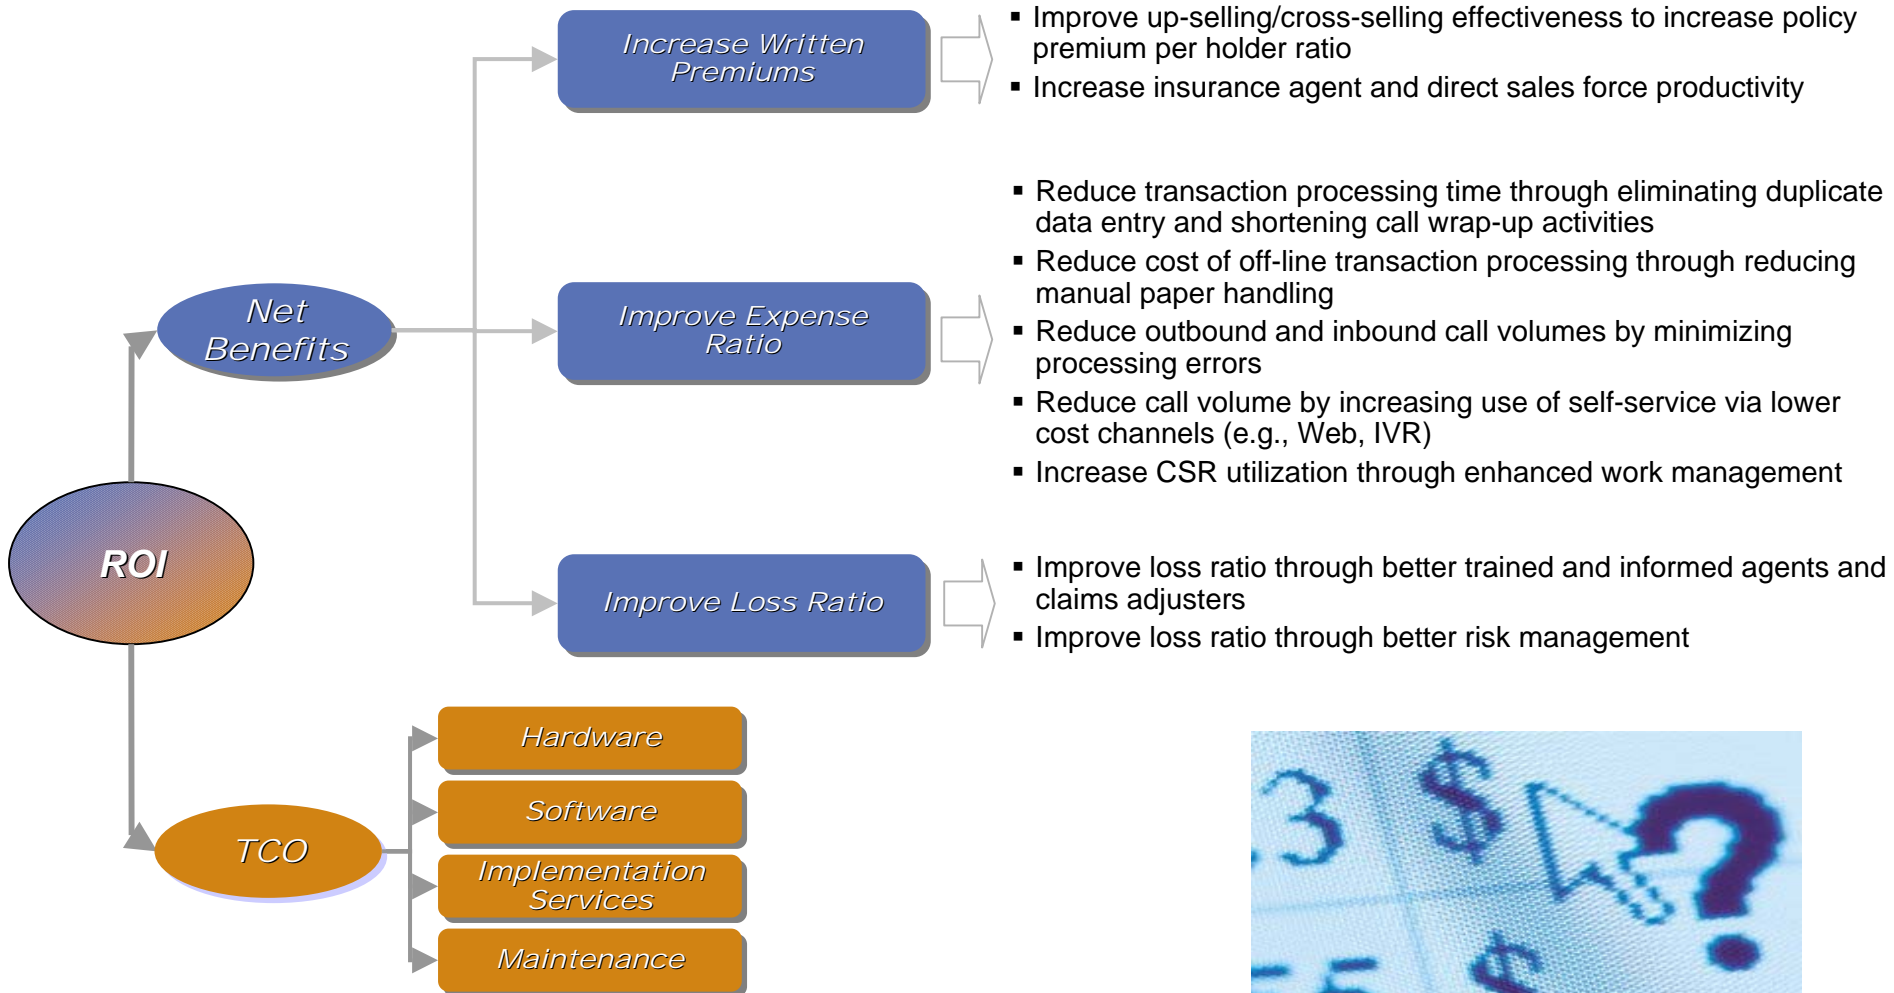 Increase Written
Premiums
▪ Improve up-selling/cross-selling effectiveness to increase policy
premium per holder ratio
▪ Increase insurance agent and direct sales force productivity
Net
Benefits
Improve Expense
Ratio
▪ Reduce transaction processing time through eliminating duplicate
data entry and shortening call wrap-up activities
▪ Reduce cost of off-line transaction processing through reducing
manual paper handling
▪ Reduce outbound and inbound call volumes by minimizing
processing errors
▪ Reduce call volume by increasing use of self-service via lower
cost channels (e.g., Web, IVR)
▪ Increase CSR utilization through enhanced work management
ROI
Improve Loss Ratio
▪ Improve loss ratio through better trained and informed agents and
claims adjusters
▪ Improve loss ratio through better risk management
TCO
Hardware
Software
Implementation
Services
Maintenance
3 $ ?
5 $